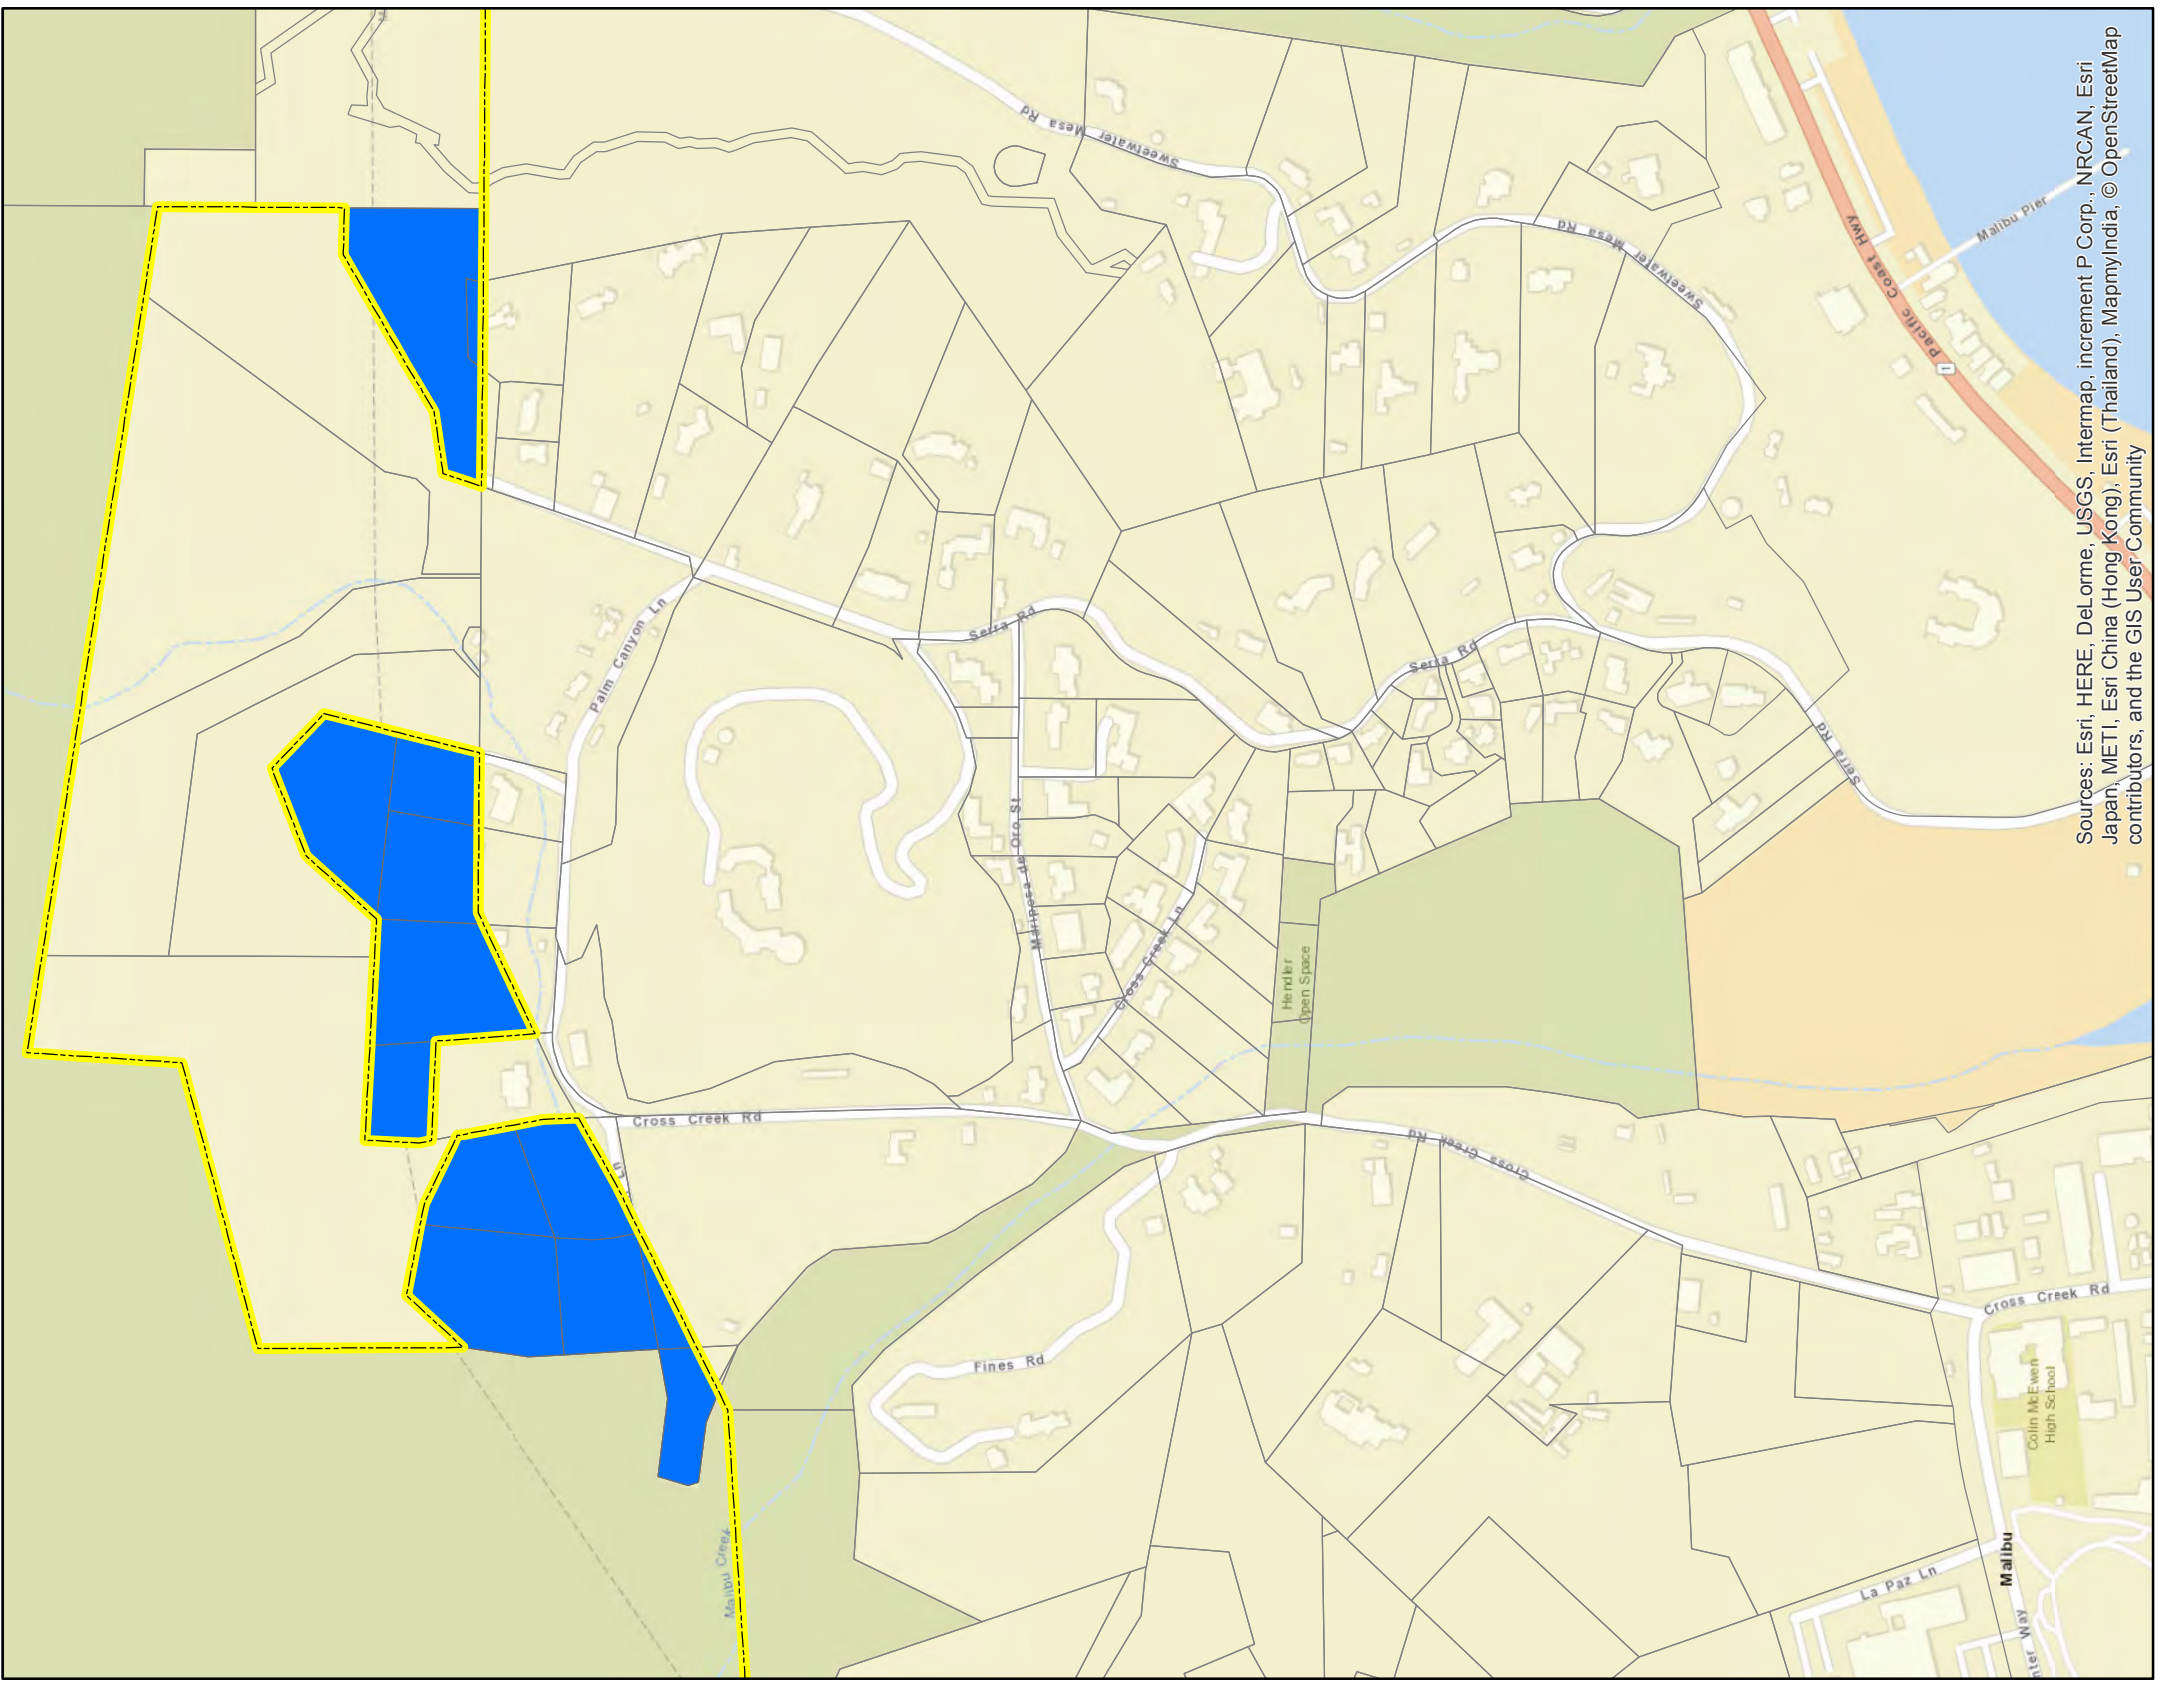 Sweetwater Mesa Rd
Sweetwater Mesa Rd
Malibu Pier
Pacific Coast Hwy
1
Palm Canyon Ln
Serra Rd
Serra Rd
Serra Rd
Mariposa de Oro St
Cross Creek Ln
Hendler
Open Space
Cross Creek Rd
Ln
Cross Creek Rd
Cross Creek Rd
Fines Rd
Malibu Creek
Colin McEwen
High School
Malibu
La Paz Ln
nter Way
Sources: Esri, HERE, DeLorme, USGS, Intermap, increment P Corp., NRCAN, Esri
Japan, METI, Esri China (Hong Kong), Esri (Thailand), MapmyIndia, © OpenStreetMap
contributors, and the GIS User Community